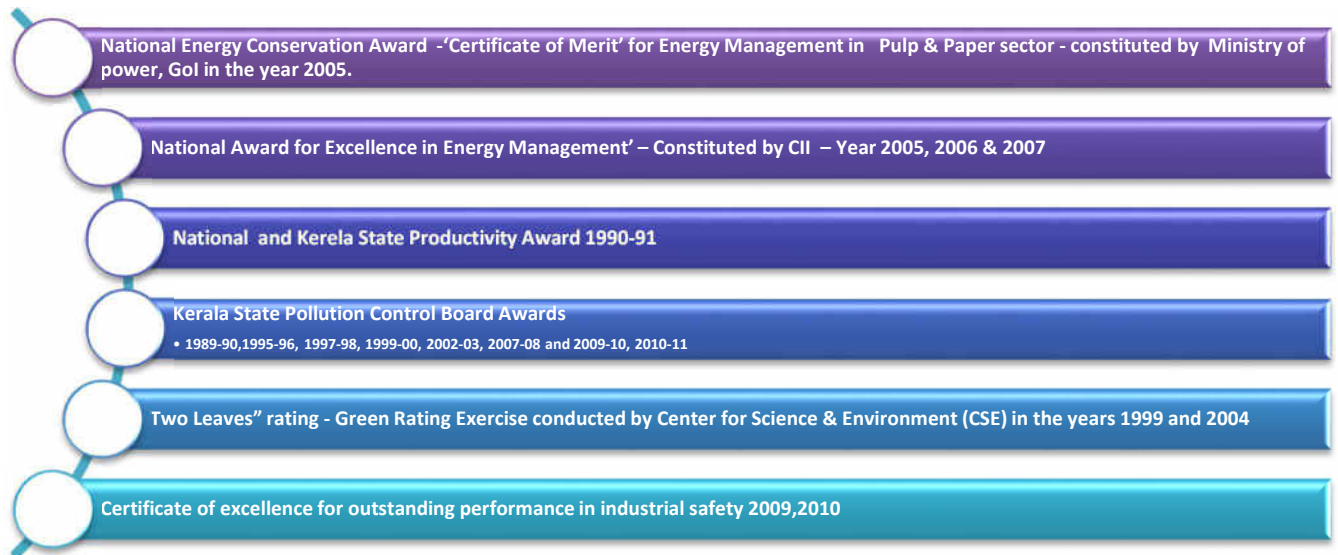 National Energy Conservation Award -‘Certificate of Merit’ for Energy Management in Pulp & Paper sector - constituted by Ministry of
power, GoI in the year 2005.
National Award for Excellence in Energy Management’ – Constituted by CII – Year 2005, 2006 & 2007
National and Kerela State Productivity Award 1990-91
Kerala State Pollution Control Board Awards
• 1989-90,1995-96, 1997-98, 1999-00, 2002-03, 2007-08 and 2009-10, 2010-11
Two Leaves” rating - Green Rating Exercise conducted by Center for Science & Environment (CSE) in the years 1999 and 2004
Certificate of excellence for outstanding performance in industrial safety 2009,2010